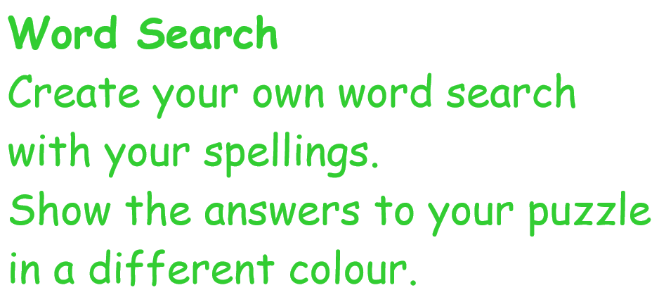 Word Search
Create your own word search
with your spellings.
Show the answers to your puzzle
in a different colour.